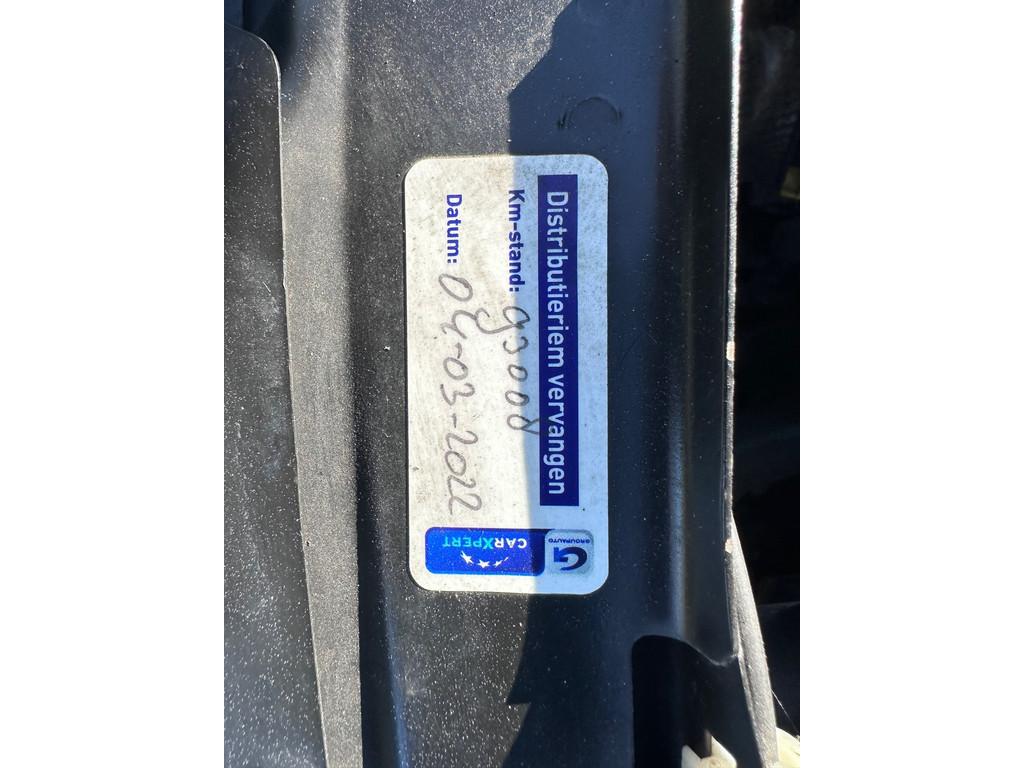 Distributieriem vervangen
Km-stand: 93008
Datum: 04-03-2022
GROUPAUTO
CARXPERT